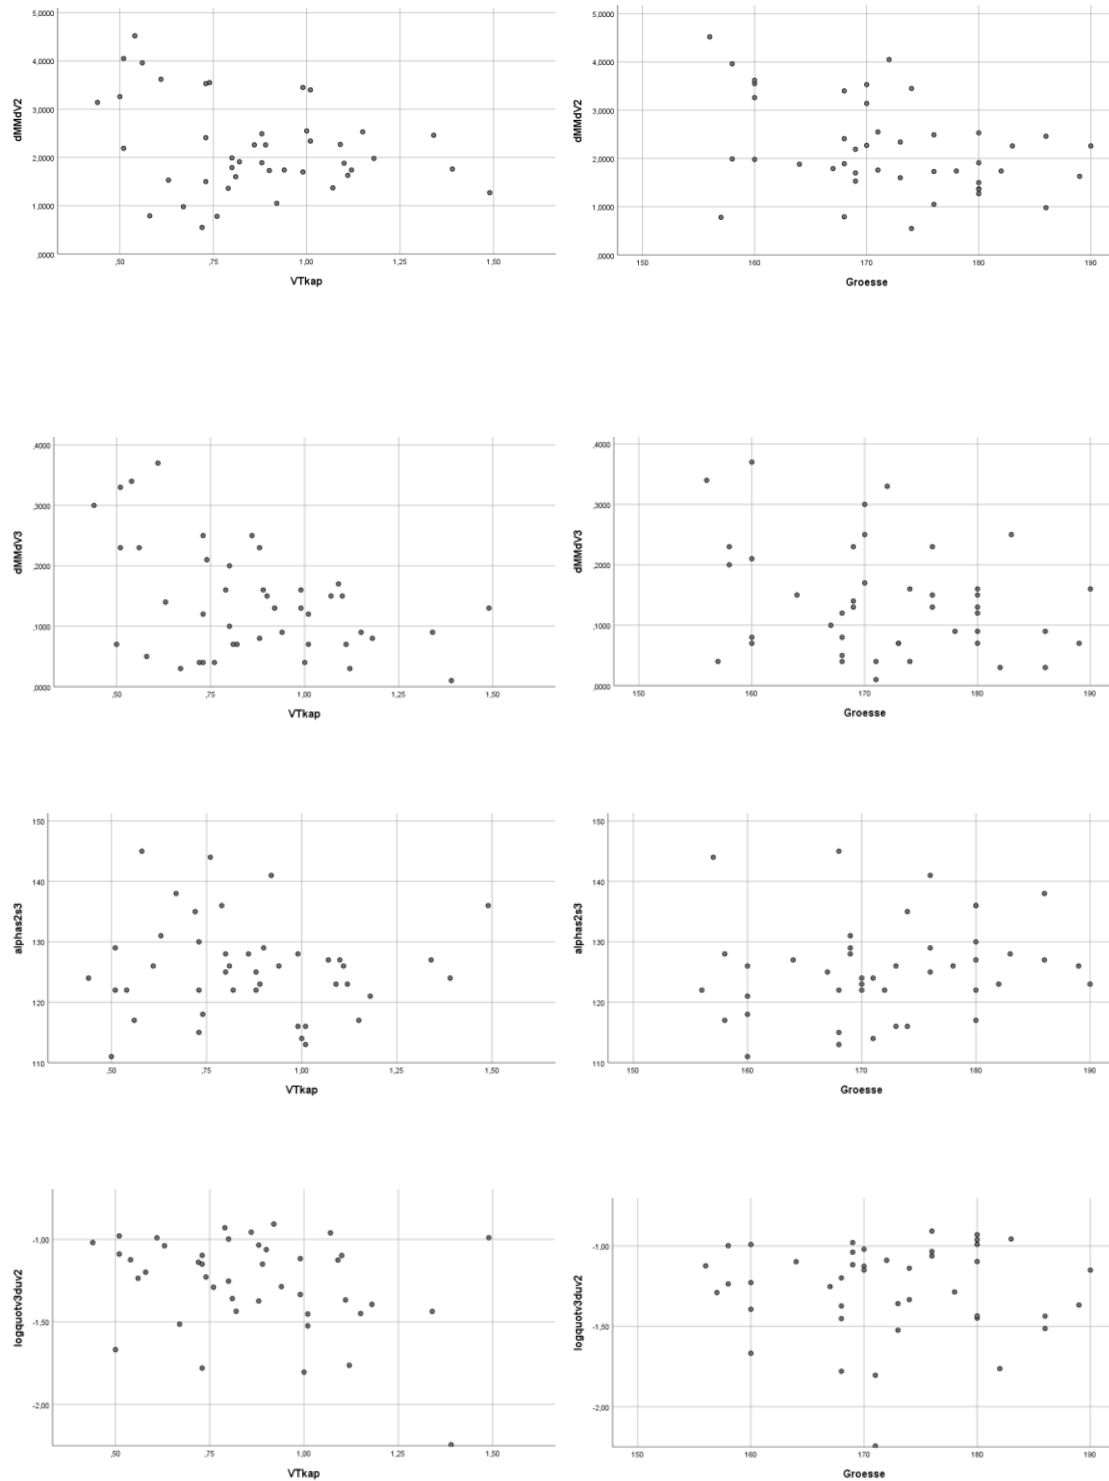 5,0000
4,0000
3,0000
2,0000
1,0000
,0000
dMMdV2
,50 ,75 1,00 1,25 1,50
VTkap
5,0000
4,0000
3,0000
2,0000
1,0000
,0000
dMMdV2
150 160 170 180 190
Groesse
,4000
,3000
,2000
,1000
,0000
dMMdV3
,50 ,75 1,00 1,25 1,50
VTkap
,4000
,3000
,2000
,1000
,0000
dMMdV3
150 160 170 180 190
Groesse
150
140
130
120
110
alphas2s3
,50 ,75 1,00 1,25 1,50
VTkap
150
140
130
120
110
alphas2s3
150 160 170 180 190
Groesse
-1,00
-1,50
-2,00
logquotv3duv2
,50 ,75 1,00 1,25 1,50
VTkap
-1,00
-1,50
-2,00
logquotv3duv2
150 160 170 180 190
Groesse